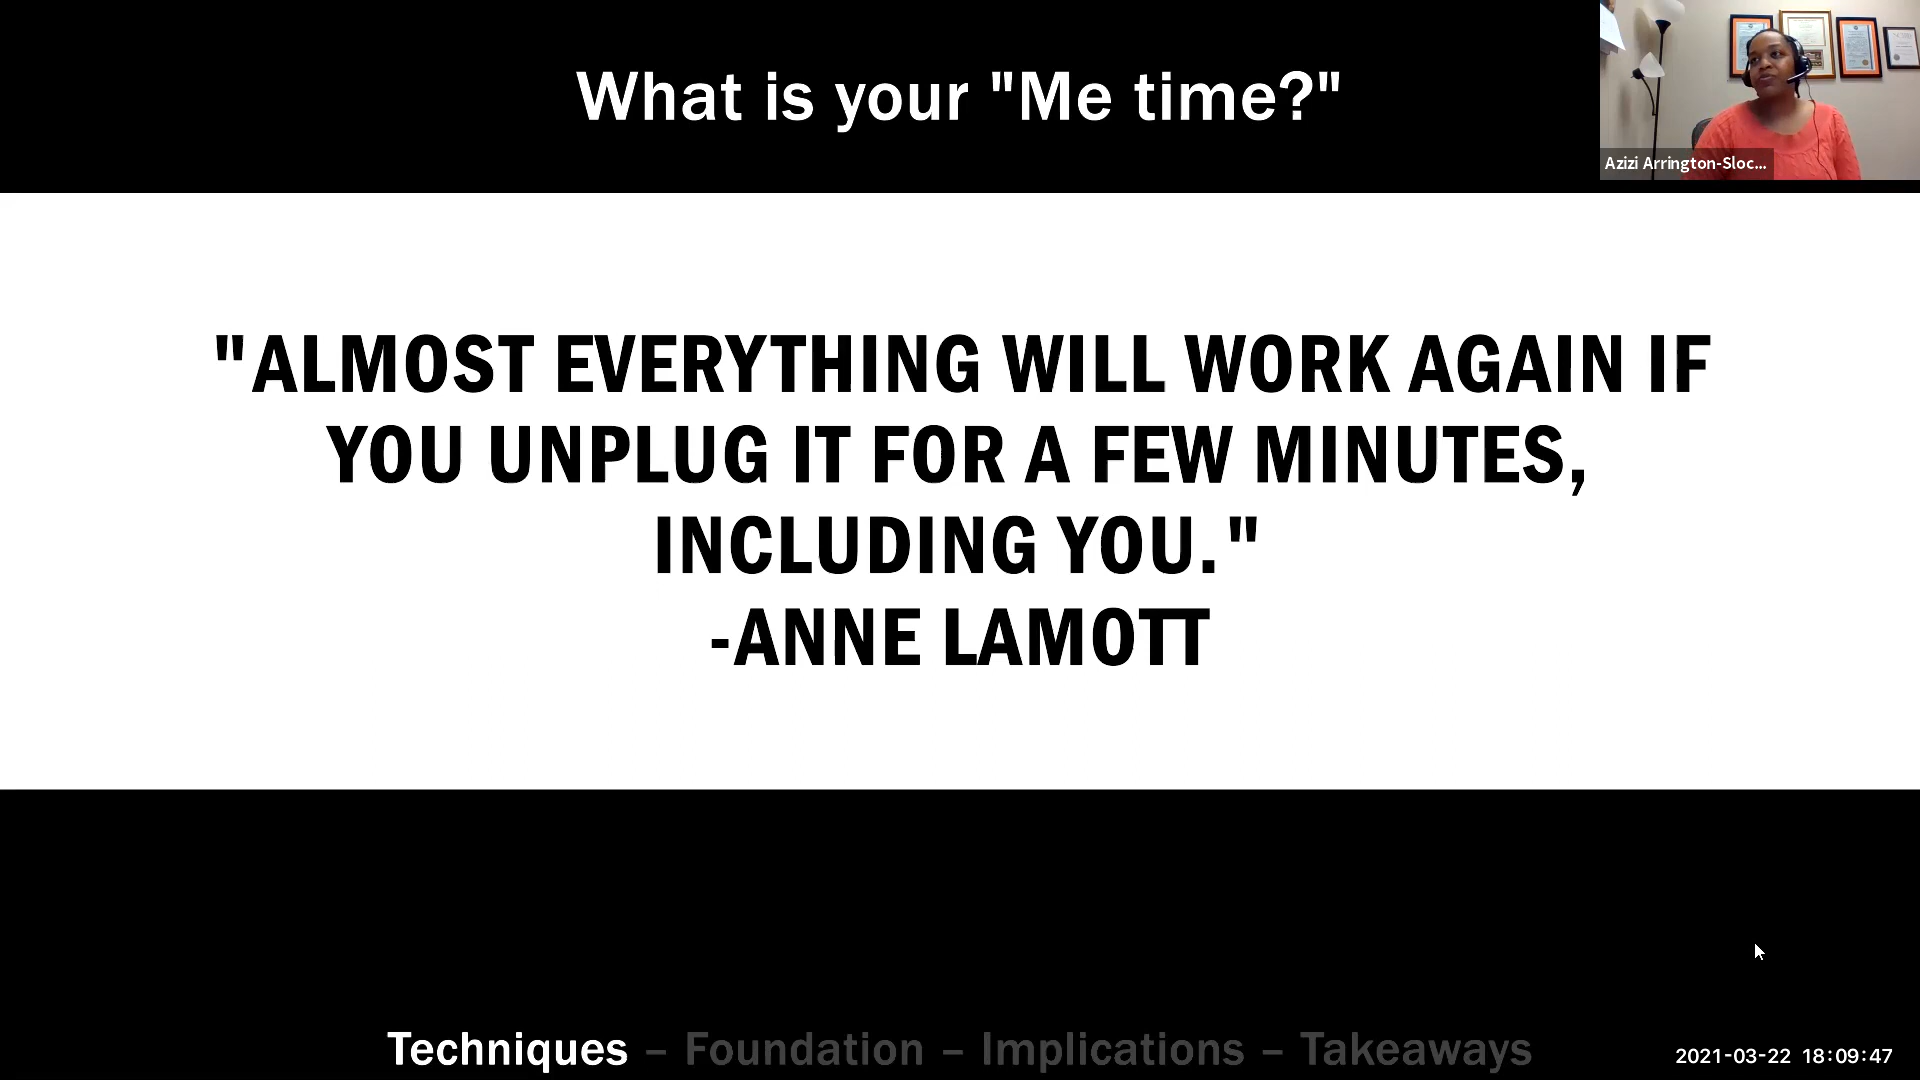 What is your "Me time?"
Azizi Arrington-Sloc...
"ALMOST EVERYTHING WILL WORK AGAIN IF
YOU UNPLUG IT FOR A FEW MINUTES,
INCLUDING YOU."
-ANNE LAMOTT
Techniques – Foundation – Implications – Takeaways
2021-03-22 18:09:47